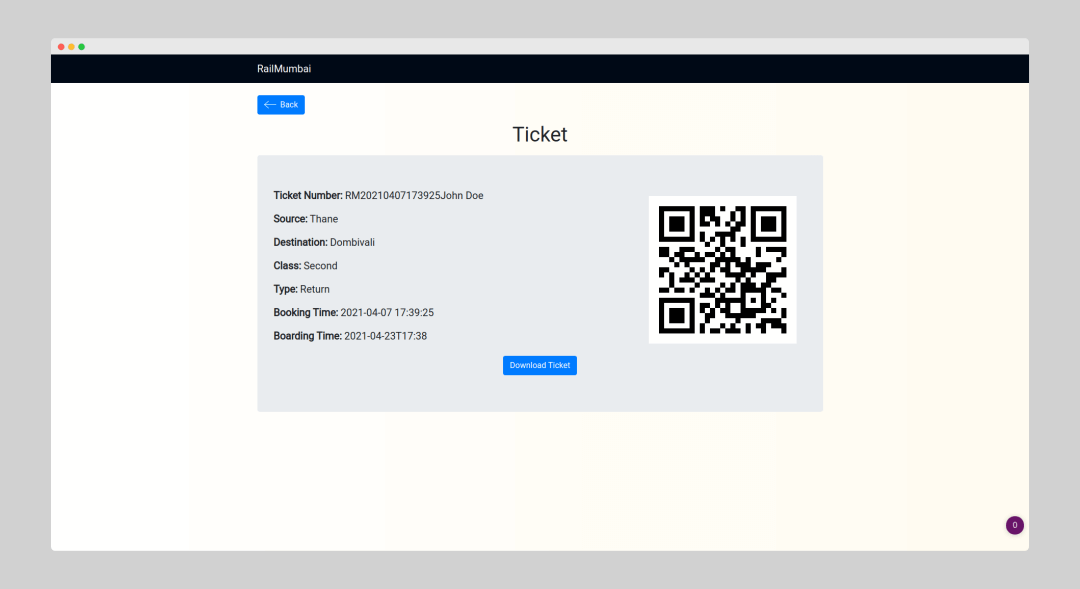 RailMumbai
Back
Ticket
Ticket Number: RM20210407173925John Doe
Source: Thane
Destination: Dombivali
Class: Second
Type: Return
Booking Time: 2021-04-07 17:39:25
Boarding Time: 2021-04-23T17:38
Download Ticket
0